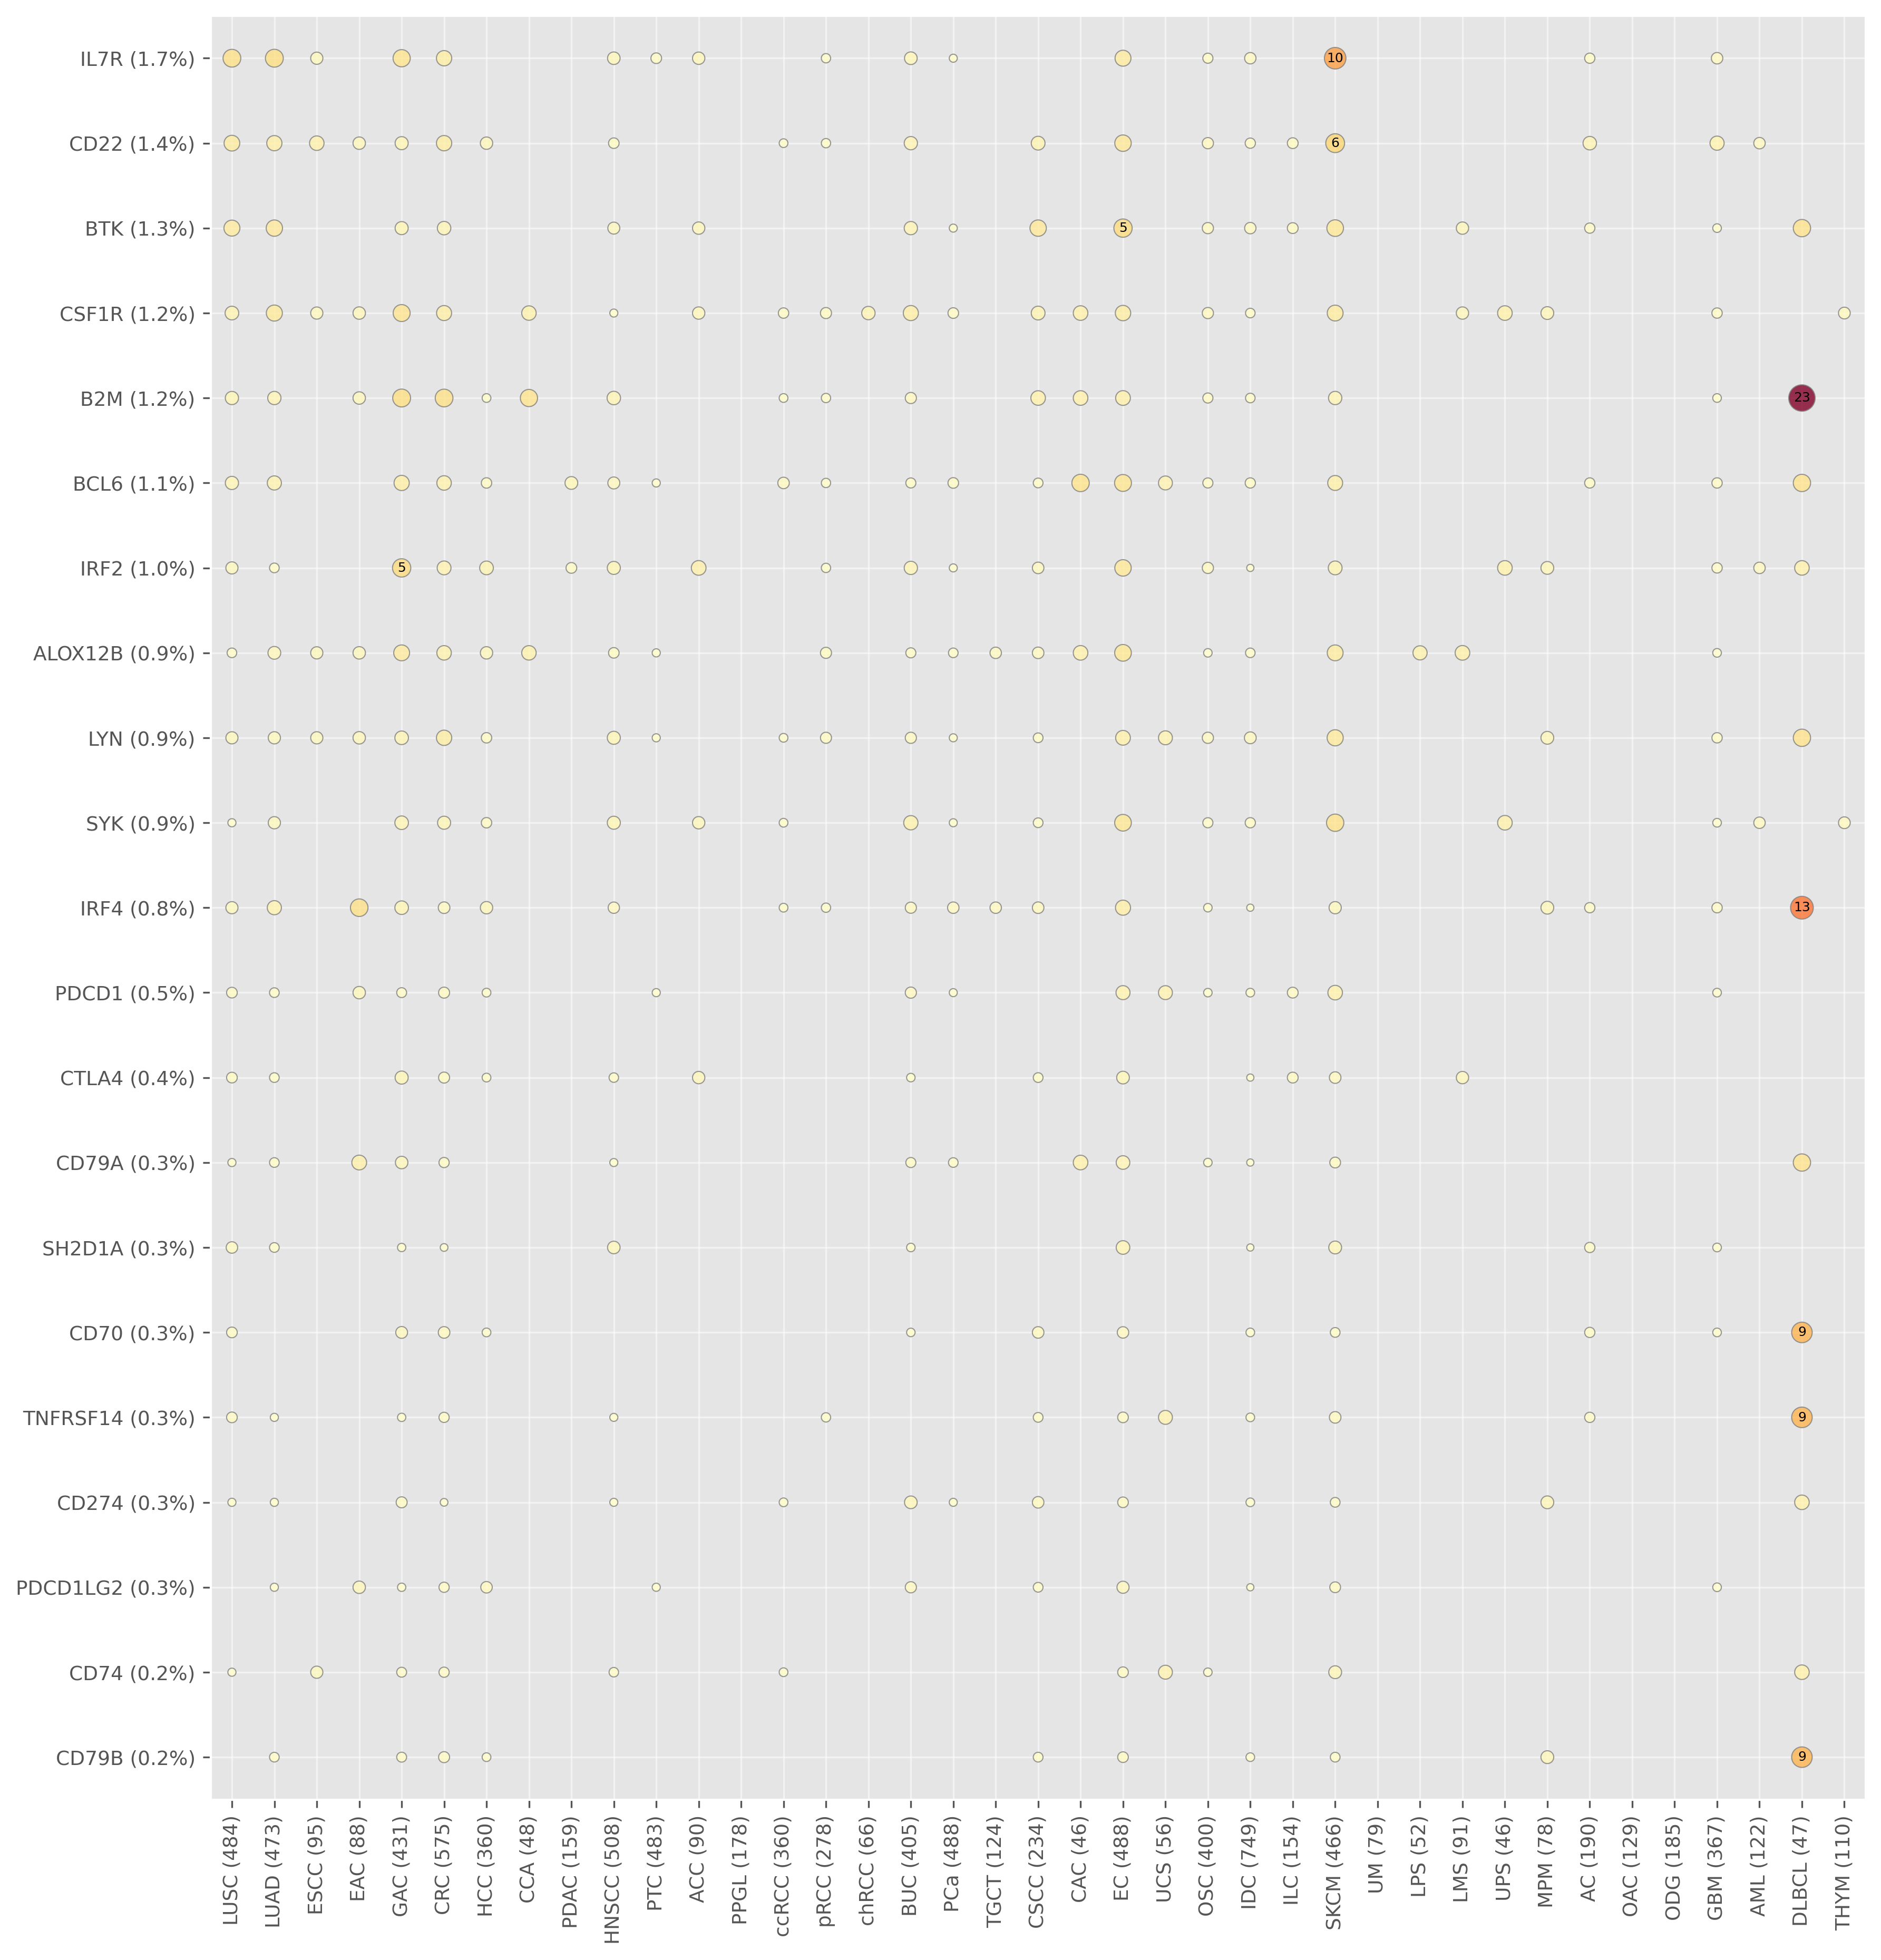 IL7R (1.7%)
10
CD22 (1.4%)
6
BTK (1.3%)
5
CSF1R (1.2%)
B2M (1.2%)
23
BCL6 (1.1%)
IRF2 (1.0%)
5
ALOX12B (0.9%)
LYN (0.9%)
SYK (0.9%)
IRF4 (0.8%)
13
PDCD1 (0.5%)
CTLA4 (0.4%)
CD79A (0.3%)
SH2D1A (0.3%)
CD70 (0.3%)
9
TNFRSF14 (0.3%)
9
CD274 (0.3%)
PDCD1LG2 (0.3%)
CD74 (0.2%)
CD79B (0.2%)
9
LUSC (484)
LUAD (473)
ESCC (95)
EAC (88)
GAC (431)
CRC (575)
HCC (360)
CCA (48)
PDAC (159)
HNSCC (508)
PTC (483)
ACC (90)
PPGL (178)
ccRCC (360)
pRCC (278)
chRCC (66)
BUC (405)
PCa (488)
TGCT (124)
CSCC (234)
CAC (46)
EC (488)
UCS (56)
OSC (400)
IDC (749)
ILC (154)
SKCM (466)
UM (79)
LPS (52)
LMS (91)
UPS (46)
MPM (78)
AC (190)
OAC (129)
ODG (185)
GBM (367)
AML (122)
DLBCL (47)
THYM (110)